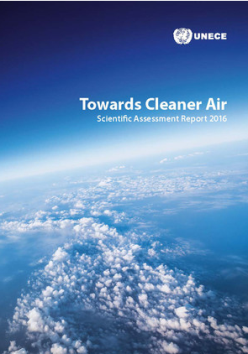 UNECE
Towards Cleaner Air
Scientific Assessment Report 2016